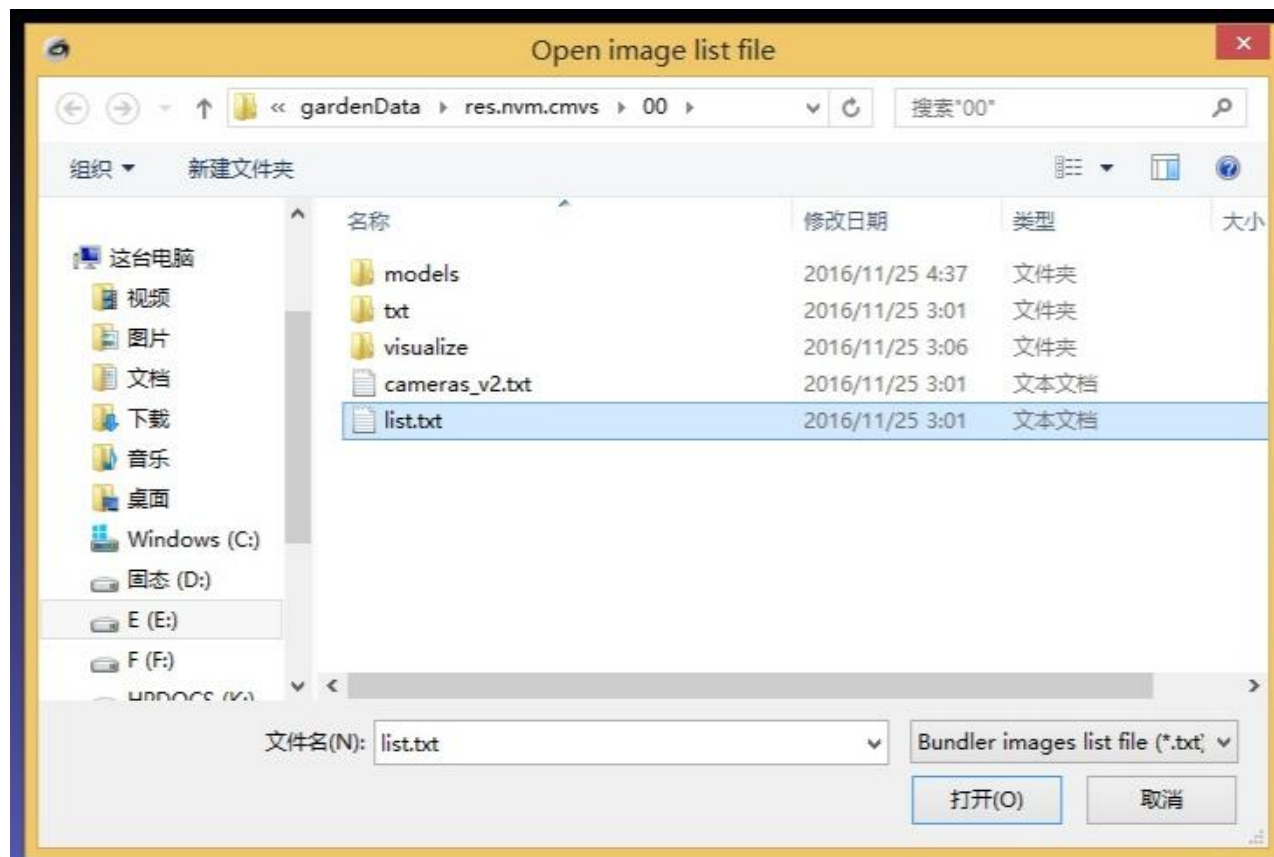 Open image list file
« gardenData ▸ res.nvm.cmvs ▸ 00 ▸ 搜索"00"
组织 新建文件夹
名称 修改日期 类型 大小
这台电脑
视频
图片
文档
下载
音乐
桌面
Windows (C:)
固态 (D:)
E (E:)
F (F:)
models 2016/11/25 4:37 文件夹
txt 2016/11/25 3:01 文件夹
visualize 2016/11/25 3:06 文件夹
cameras_v2.txt 2016/11/25 3:01 文本文档
list.txt 2016/11/25 3:01 文本文档
文件名(N): list.txt Bundler images list file (*.txt)
打开(O) 取消